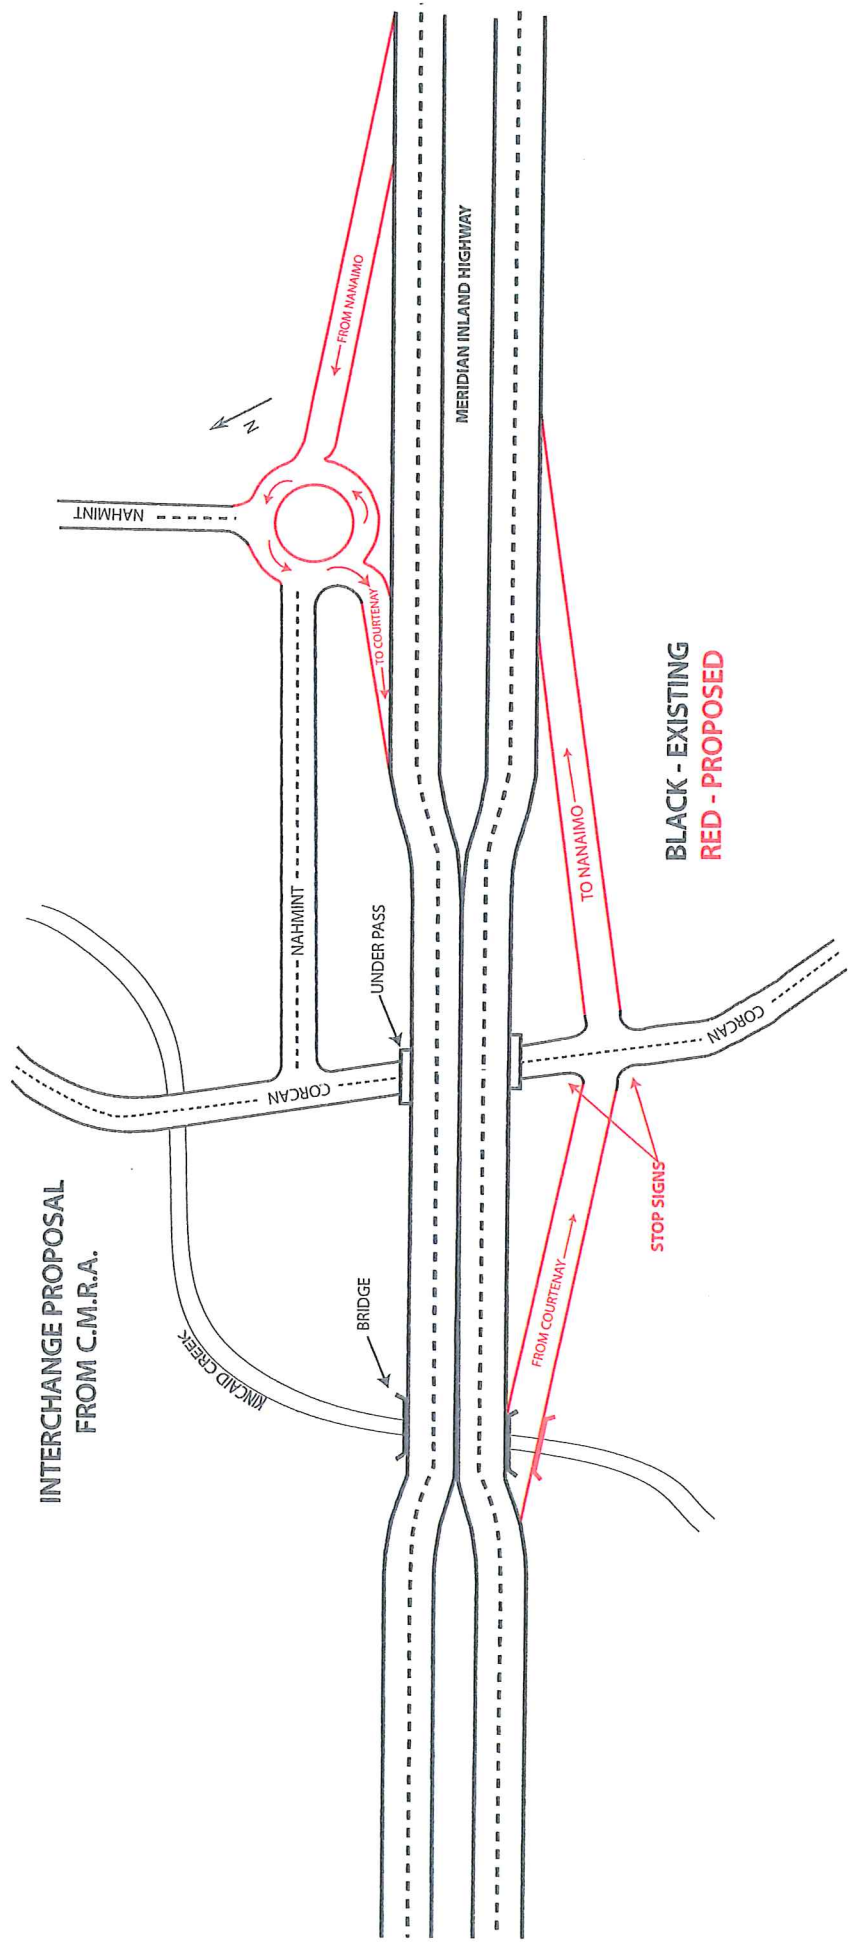 INTERCHANGE PROPOSAL
FROM C.M.R.A.
KINCAID CREEK
BRIDGE
CORCAN
UNDER PASS
NAHMINT
NAHMINT
N
TO COURTENAY
FROM NANAIMO
MERIDIAN INLAND HIGHWAY
FROM COURTENAY
STOP SIGNS
CORCAN
TO NANAIMO
BLACK - EXISTING
RED - PROPOSED